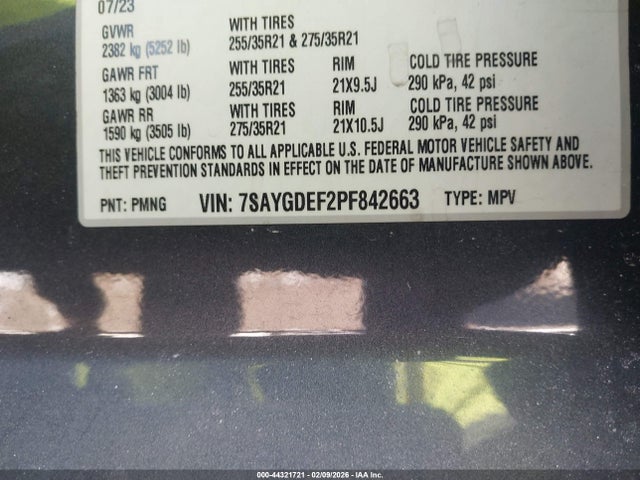 07/23
GVWR
2382 kg (5252 lb)
WITH TIRES
255/35R21 & 275/35R21
GAWR FRT
1363 kg (3004 lb)
WITH TIRES
255/35R21
RIM
21X9.5J
COLD TIRE PRESSURE
290 kPa, 42 psi
GAWR RR
1590 kg (3505 lb)
WITH TIRES
275/35R21
RIM
21X10.5J
COLD TIRE PRESSURE
290 kPa, 42 psi
THIS VEHICLE CONFORMS TO ALL APPLICABLE U.S. FEDERAL MOTOR VEHICLE SAFETY AND
THEFT PREVENTION STANDARDS IN EFFECT ON THE DATE OF MANUFACTURING SHOWN ABOVE.
PNT: PMNG VIN: 7SAYGDEF2PF842663 TYPE: MPV
000-44321721 - 02/09/2026 - IAA Inc.